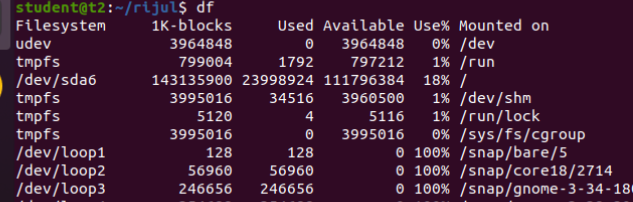 student@t2:~/rijul$ df
Filesystem 1K-blocks Used Available Use% Mounted on
udev 3964848 0 3964848 0% /dev
tmpfs 799004 1792 797212 1% /run
/dev/sda6 143135900 23998924 111796384 18% /
tmpfs 3995016 34516 3960500 1% /dev/shm
tmpfs 5120 4 5116 1% /run/lock
tmpfs 3995016 0 3995016 0% /sys/fs/cgroup
/dev/loop1 128 128 0 100% /snap/bare/5
/dev/loop2 56960 56960 0 100% /snap/core18/2714
/dev/loop3 246656 246656 0 100% /snap/gnome-3-34-180